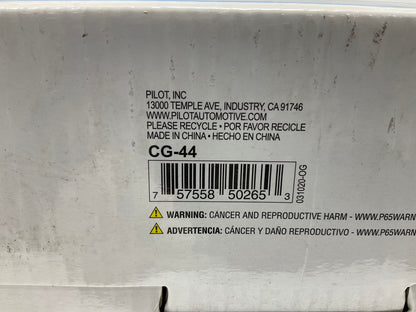 PILOT, INC
13000 TEMPLE AVE, INDUSTRY, CA 91746
WWW.PILOTAUTOMOTIVE.COM
PLEASE RECYCLE • POR FAVOR RECICLE
MADE IN CHINA • HECHO EN CHINA
CG-44
7 57558 50265 3
031020-OG
WARNING: CANCER AND REPRODUCTIVE HARM - WWW.P65WARN
ADVERTENCIA: CÁNCER Y DAÑO REPRODUCTIVO - WWW.P65WAR